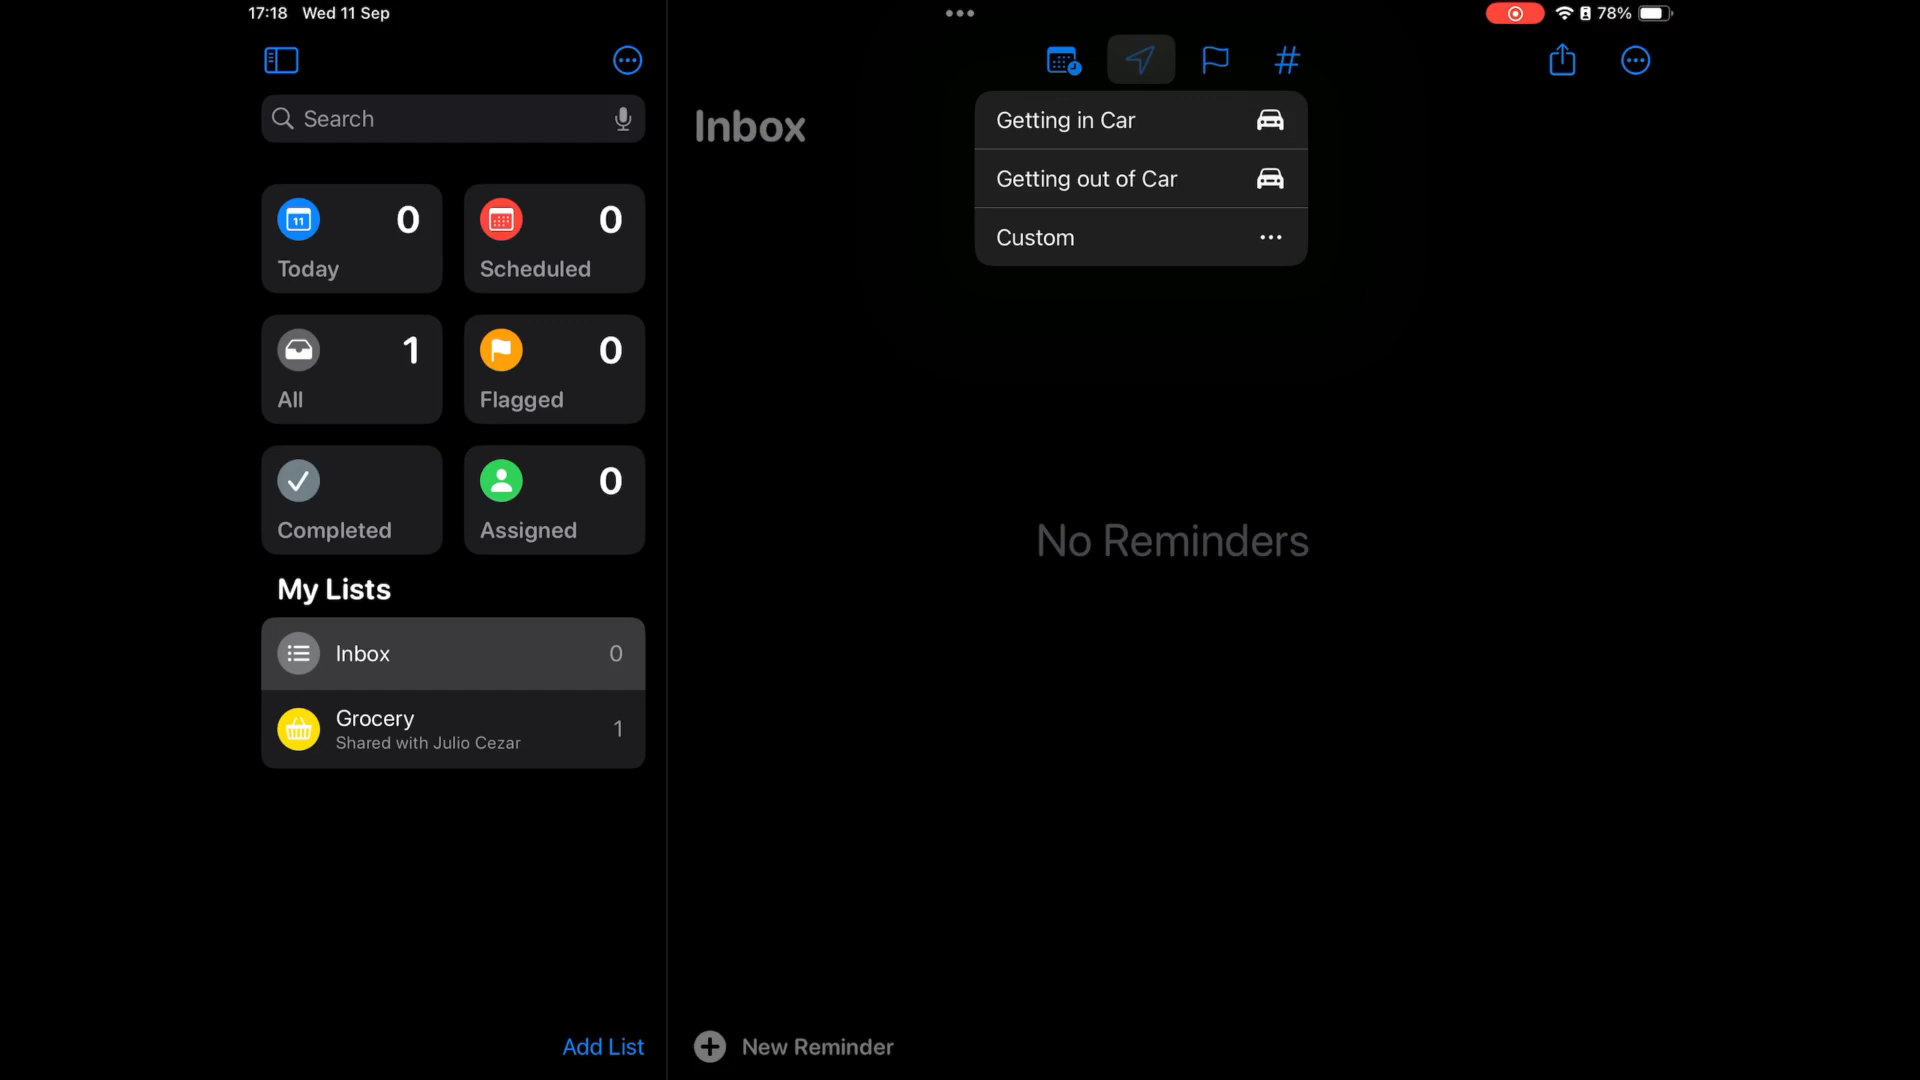 17:18 Wed 11 Sep
78%
Search
11
0
Today
0
Scheduled
1
All
0
Flagged
Completed
0
Assigned
My Lists
Inbox 0
Grocery
Shared with Julio Cezar
1
Add List
#
Inbox
Getting in Car
Getting out of Car
Custom
No Reminders
New Reminder